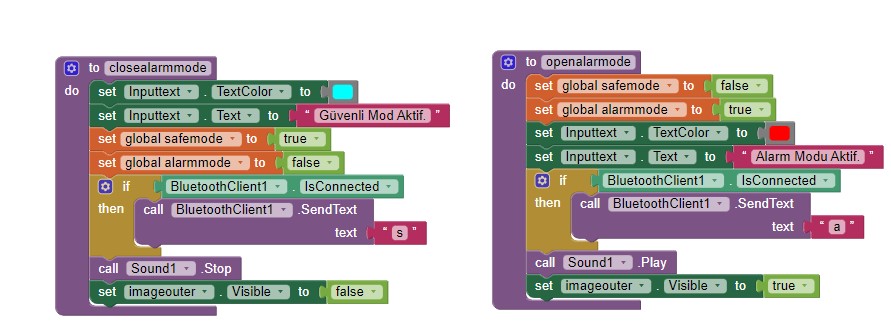 to closealarmmode
do set Inputtext . TextColor to
set Inputtext . Text to “ Güvenli Mod Aktif. ”
set global safemode to true
set global alarmmode to false
if BluetoothClient1 . IsConnected
then call BluetoothClient1 .SendText
text “ s ”
call Sound1 .Stop
set imageouter . Visible to false
to openalarmode
do set global safemode to false
set global alarmmode to true
set Inputtext . TextColor to
set Inputtext . Text to “ Alarm Modu Aktif. ”
if BluetoothClient1 . IsConnected
then call BluetoothClient1 .SendText
text “ a ”
call Sound1 .Play
set imageouter . Visible to true